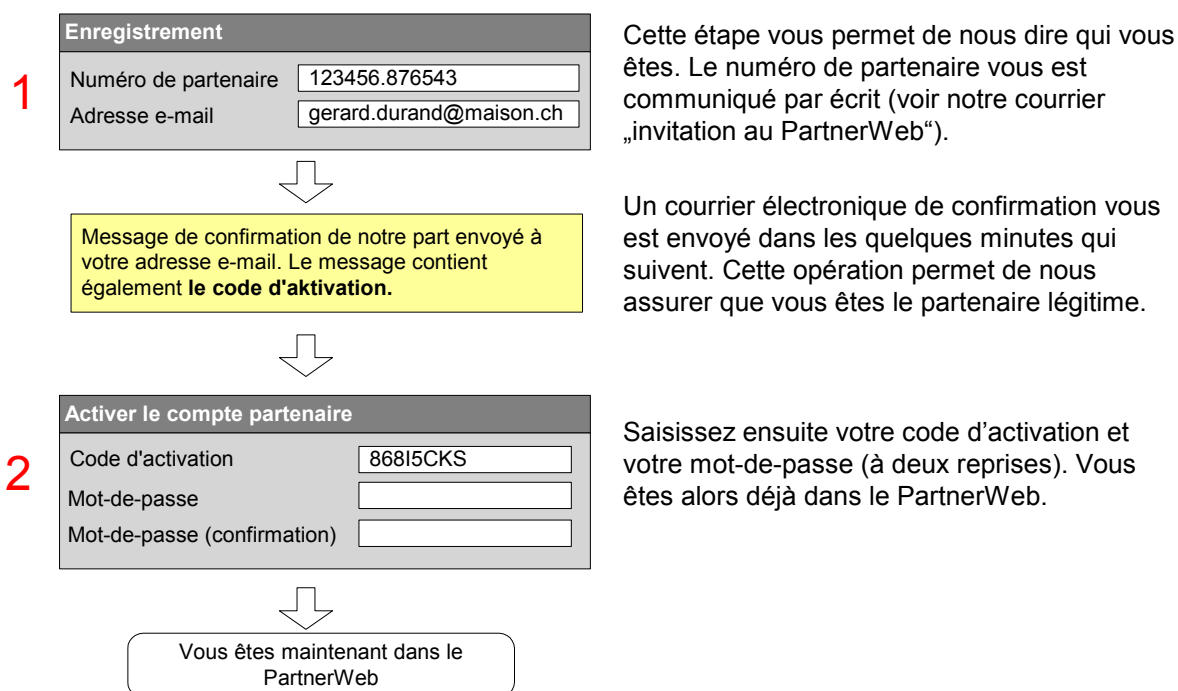 Enregistrement
1
Numéro de partenaire 123456.876543
Adresse e-mail gerard.durand@maison.ch
Cette étape vous permet de nous dire qui vous
êtes. Le numéro de partenaire vous est
communiqué par écrit (voir notre courrier
„invitation au PartnerWeb“).
Message de confirmation de notre part envoyé à
votre adresse e-mail. Le message contient
également le code d'aktivation.
Un courrier électronique de confirmation vous
est envoyé dans les quelques minutes qui
suivent. Cette opération permet de nous
assurer que vous êtes le partenaire légitime.
Activer le compte partenaire
2
Code d'activation 868I5CKS
Mot-de-passe
Mot-de-passe (confirmation)
Saisissez ensuite votre code d’activation et
votre mot-de-passe (à deux reprises). Vous
êtes alors déjà dans le PartnerWeb.
Vous êtes maintenant dans le
PartnerWeb